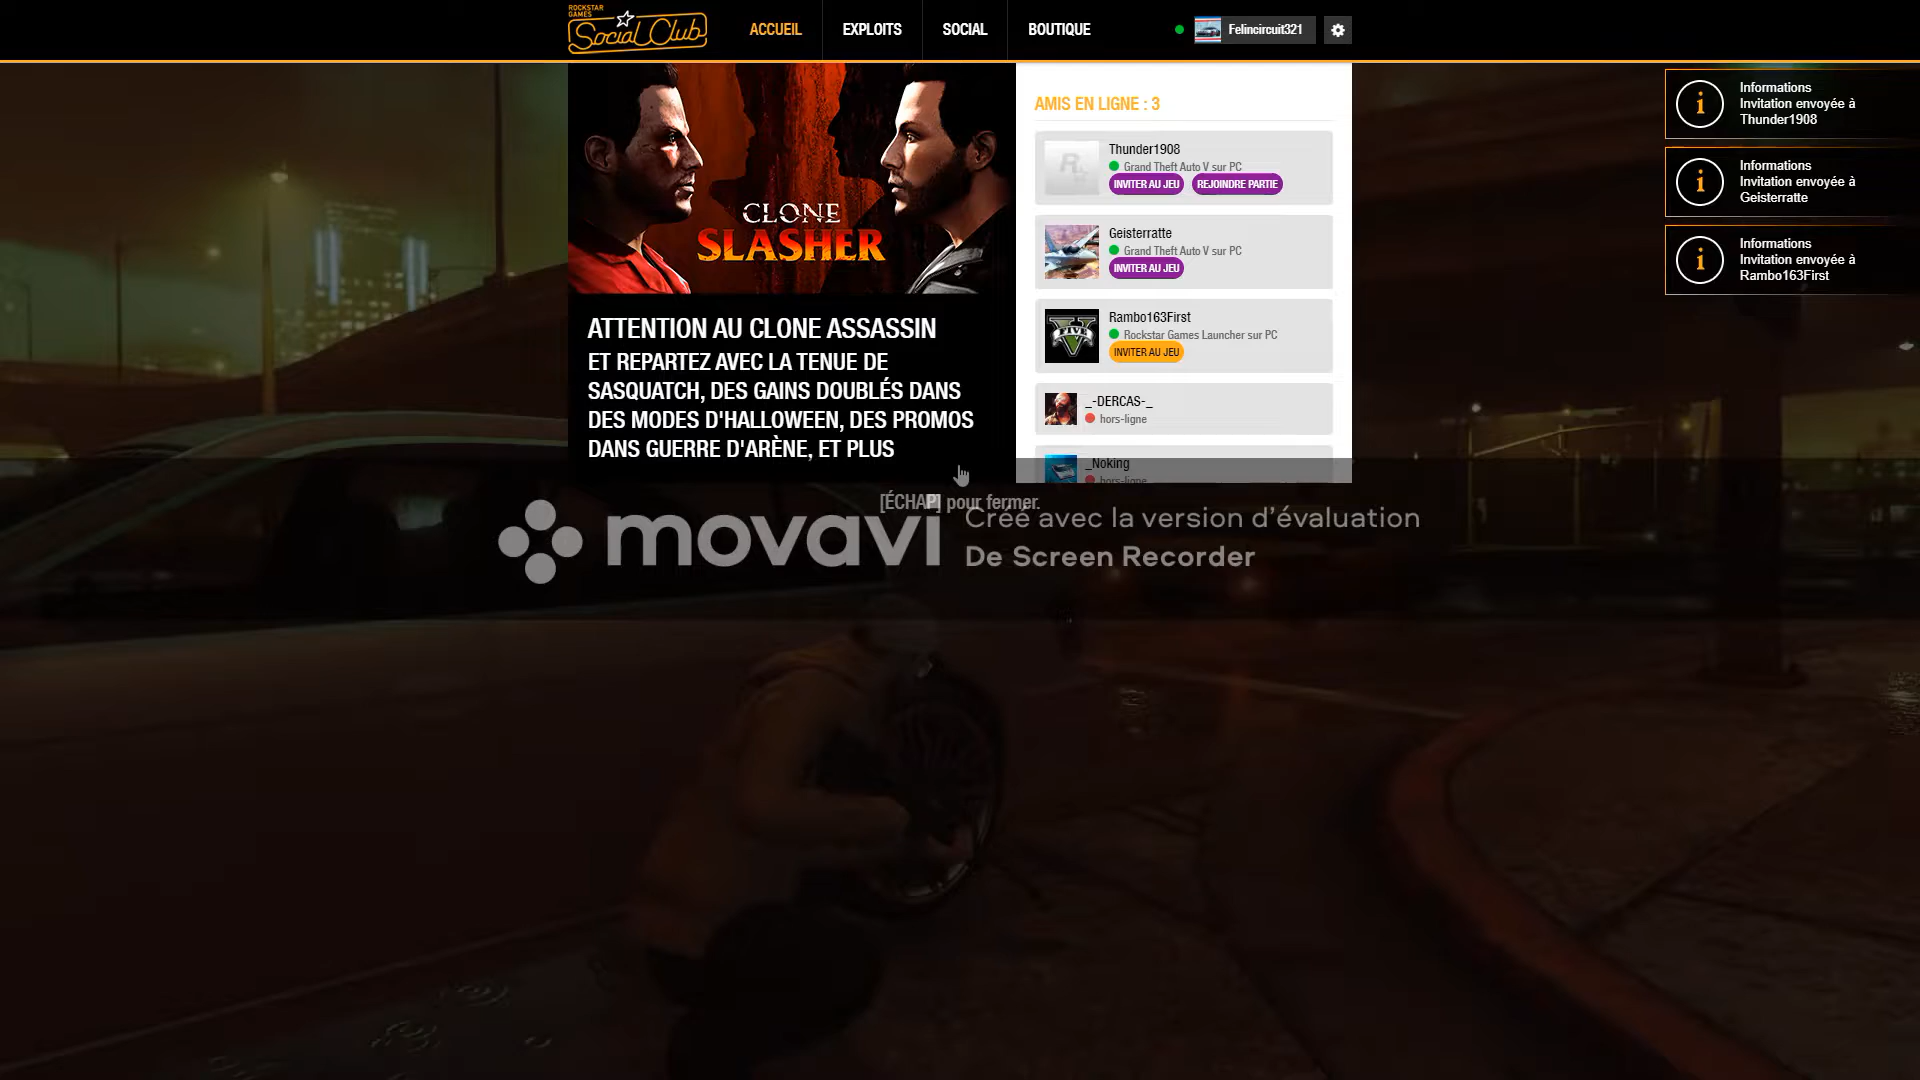 ROCKSTAR
GAMES
Social Club
ACCUEIL
EXPLOITS
SOCIAL
BOUTIQUE
Felincircuit321
CLONE
SLASHER
ATTENTION AU CLONE ASSASSIN
ET REPARTEZ AVEC LA TENUE DE
SASQUATCH, DES GAINS DOUBLÉS DANS
DES MODES D'HALLOWEEN, DES PROMOS
DANS GUERRE D'ARÈNE, ET PLUS
AMIS EN LIGNE : 3
Thunder1908
Grand Theft Auto V sur PC
INVITER AU JEU
REJOINDRE PARTIE
Geisterratte
Grand Theft Auto V sur PC
INVITER AU JEU
FIVE
Rambo163First
Rockstar Games Launcher sur PC
INVITER AU JEU
_-DERCAS-_
hors-ligne
_Noking
hors-ligne
Informations
Invitation envoyée à
Thunder1908
Informations
Invitation envoyée à
Geisterratte
Informations
Invitation envoyée à
Rambo163First
[ÉCHAP] pour fermer.
movavi
Créé avec la version d'évaluation
De Screen Recorder